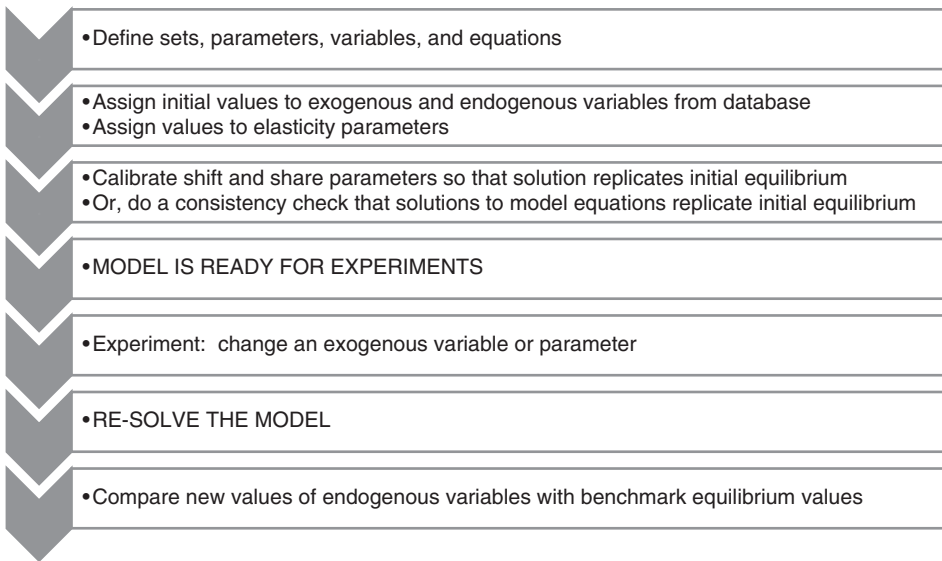 •Define sets, parameters, variables, and equations
•Assign initial values to exogenous and endogenous variables from database
•Assign values to elasticity parameters
•Calibrate shift and share parameters so that solution replicates initial equilibrium
•Or, do a consistency check that solutions to model equations replicate initial equilibrium
•MODEL IS READY FOR EXPERIMENTS
•Experiment:  change an exogenous variable or parameter
•RE-SOLVE THE MODEL
•Compare new values of endogenous variables with benchmark equilibrium values